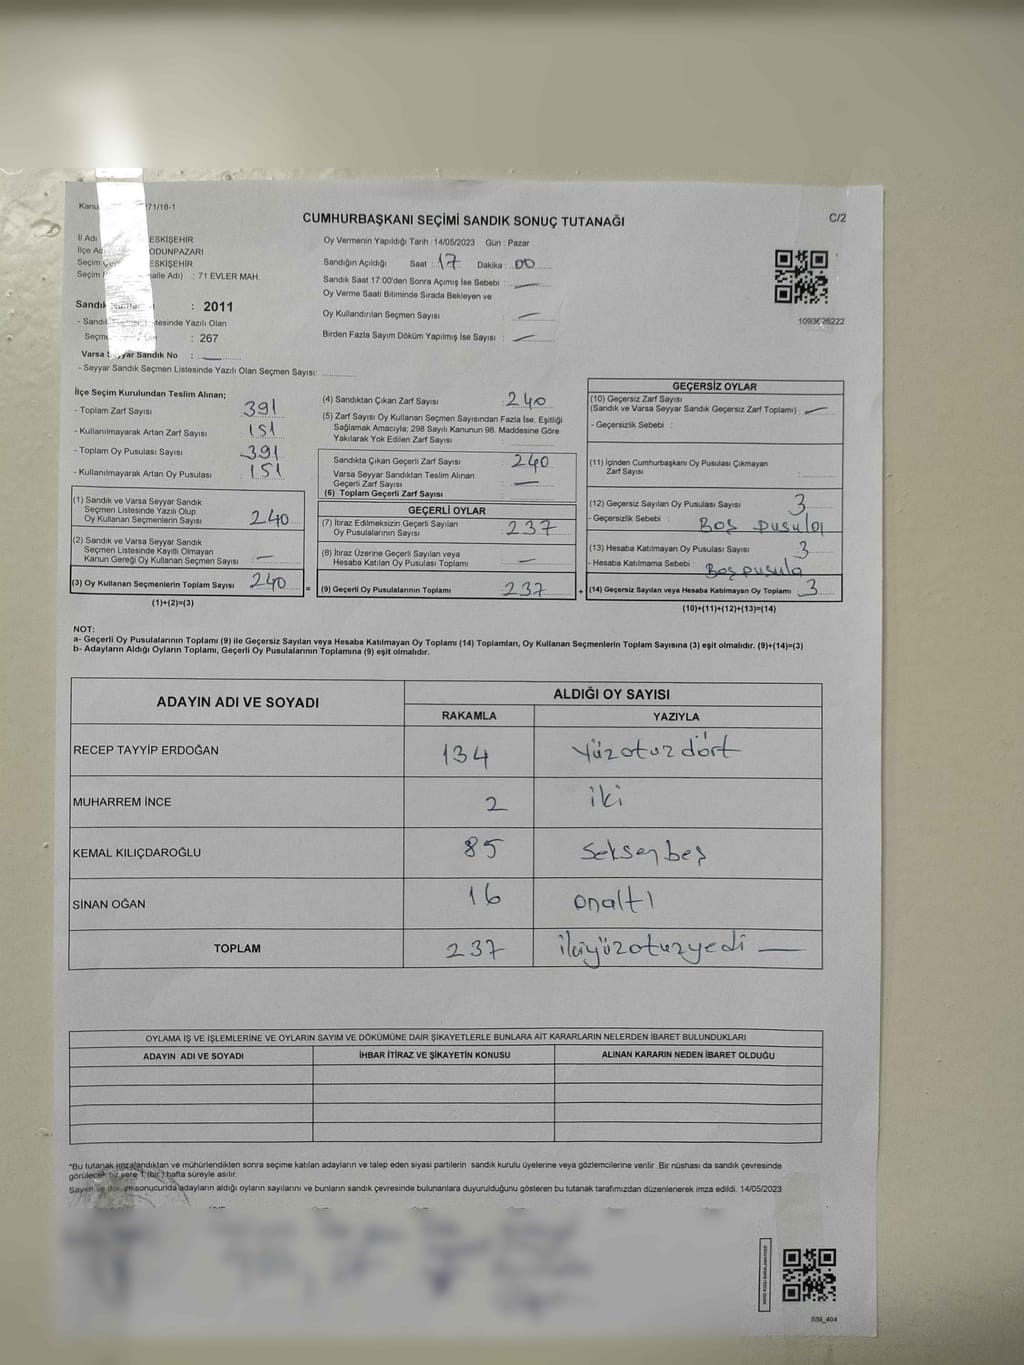 Kanu 71/18-1
CUMHURBAŞKANI SEÇİMİ SANDIK SONUÇ TUTANAĞI
C/2
İl Adı ESKİŞEHİR
İlçe ODUNPAZARI
Seçim ESKİŞEHİR
Seçim Adı) : 71 EVLER MAH.
Sandık : 2011
- Listesinde Yazılı Olan
: 267
Varsa Seyyar Sandık No :
- Seyyar Sandık Seçmen Listesinde Yazılı Olan Seçmen Sayısı:
Oy Vermenin Yapıldığı Tarih : 14/05/2023 Gün : Pazar
Sandığın Açıldığı Saat : 17 Dakika : 00
Sandık Saat 17:00'den Sonra Açımış İse Sebebi : —
Oy Verme Saati Bitiminde Sırada Bekleyen ve
Oy Kullandırılan Seçmen Sayısı : —
Birden Fazla Sayım Döküm Yapılmış İse Sayısı : —
1093626222
İlçe Seçim Kurulundan Teslim Alınan;
- Toplam Zarf Sayısı 391
- Kullanılmayarak Artan Zarf Sayısı 151
- Toplam Oy Pusulası Sayısı 391
- Kullanılmayarak Artan Oy Pusulası 151
(1) Sandık ve Varsa Seyyar Sandık
Seçmen Listesinde Yazılı Olup
Oy Kullanan Seçmenlerin Sayısı 240
(2) Sandık ve Varsa Seyyar Sandık
Seçmen Listesinde Kayıtlı Olmayan
Kanun Gereği Oy Kullanan Seçmen Sayısı —
(3) Oy Kullanan Seçmenlerin Toplam Sayısı 240 =
(1)+(2)=(3)
(4) Sandıktan Çıkan Zarf Sayısı 240
(5) Zarf Sayısı Oy Kullanan Seçmen Sayısından Fazla İse, Eşitliği
Sağlamak Amacıyla; 298 Sayılı Kanunun 98. Maddesine Göre
Yakılarak Yok Edilen Zarf Sayısı
Sandıkta Çıkan Geçerli Zarf Sayısı 240
Varsa Seyyar Sandıktan Teslim Alınan
Geçerli Zarf Sayısı —
(6) Toplam Geçerli Zarf Sayısı
GEÇERLİ OYLAR
(7) İtiraz Edilmeksizin Geçerli Sayılan
Oy Pusulalarının Sayısı 237
(8) İtiraz Üzerine Geçerli Sayılan veya
Hesaba Katılan Oy Pusulası Toplamı —
(9) Geçerli Oy Pusulalarının Toplamı 237 +
GEÇERSİZ OYLAR
(10) Geçersiz Zarf Sayısı
(Sandık ve Varsa Seyyar Sandık Geçersiz Zarf Toplamı) : —
- Geçersizlik Sebebi :
(11) İçinden Cumhurbaşkanı Oy Pusulası Çıkmayan
Zarf Sayısı
(12) Geçersiz Sayılan Oy Pusulası Sayısı 3
- Geçersizlik Sebebi : Boş pusula
(13) Hesaba Katılmayan Oy Pusulası Sayısı 3
- Hesaba Katılmama Sebebi : Boş pusula
(14) Geçersiz Sayılan veya Hesaba Katılmayan Oy Toplamı 3
(10)+(11)+(12)+(13)=(14)
NOT:
a- Geçerli Oy Pusulalarının Toplamı (9) ile Geçersiz Sayılan veya Hesaba Katılmayan Oy Toplamı (14) Toplamları, Oy Kullanan Seçmenlerin Toplam Sayısına (3) eşit olmalıdır. (9)+(14)=(3)
b- Adayların Aldığı Oyların Toplamı, Geçerli Oy Pusulalarının Toplamına (9) eşit olmalıdır.
ADAYIN ADI VE SOYADI ALDIĞI OY SAYISI
RAKAMLA YAZIYLA
RECEP TAYYİP ERDOĞAN 134 Yüzotuzdört
MUHARREM İNCE 2 iki
KEMAL KILIÇDAROĞLU 85 Seksenbeş
SİNAN OĞAN 16 onaltı
TOPLAM 237 ikiyüzotuzyedi —
OYLAMA İŞ VE İŞLEMLERİNE VE OYLARIN SAYIM VE DÖKÜMÜNE DAİR ŞİKAYETLERLE BUNLARA AİT KARARLARIN NELERDEN İBARET BULUNDUKLARI
ADAYIN ADI VE SOYADI İHBAR İTİRAZ VE ŞİKAYETİN KONUSU ALINAN KARARIN NEDEN İBARET OLDUĞU
*Bu tutanak imzalandıktan ve mühürlendikten sonra seçime katılan adayların ve talep eden siyasi partilerin sandık kurulu üyelerine veya gözlemcilerine verilir. Bir nüshası da sandık çevresinde
görülecek bir yere 1 (bir) hafta süreyle asılır.
Sayım ve döküm sonucunda adayların aldığı oyların sayılarını ve bunların sandık çevresinde bulunanlara duyurulduğunu gösteren bu tutanak tarafımızdan düzenlenerek imza edildi. 14/05/2023